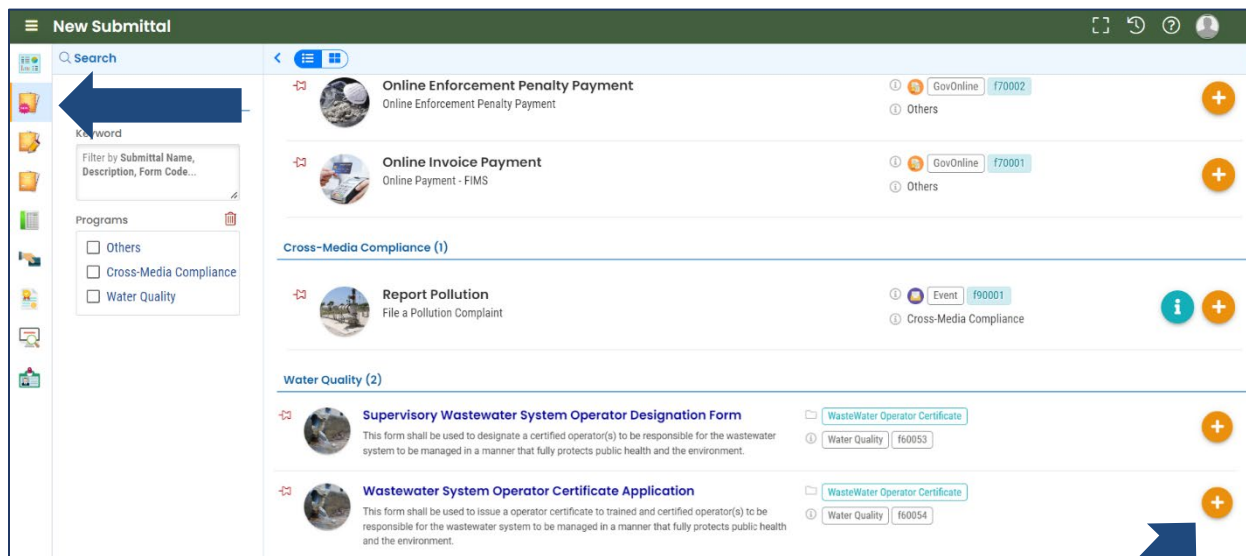 New Submittal
Search
Keyword
Filter by Submittal Name,
Description, Form Code...
Programs
Others
Cross-Media Compliance
Water Quality
Online Enforcement Penalty Payment
Online Enforcement Penalty Payment
GovOnline f70002
Others
Online Invoice Payment
Online Payment - FIMS
GovOnline f70001
Others
Cross-Media Compliance (1)
Report Pollution
File a Pollution Complaint
Event f90001
Cross-Media Compliance
Water Quality (2)
Supervisory Wastewater System Operator Designation Form
This form shall be used to designate a certified operator(s) to be responsible for the wastewater
system to be managed in a manner that fully protects public health and the environment.
WasteWater Operator Certificate
Water Quality f60053
Wastewater System Operator Certificate Application
This form shall be used to issue a operator certificate to trained and certified operator(s) to be
responsible for the wastewater system to be managed in a manner that fully protects public health
and the environment.
WasteWater Operator Certificate
Water Quality f60054